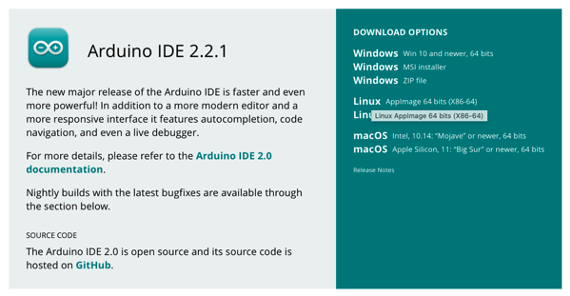 Arduino IDE 2.2.1
The new major release of the Arduino IDE is faster and even
more powerful! In addition to a more modern editor and a
more responsive interface it features autocompletion, code
navigation, and even a live debugger.
For more details, please refer to the Arduino IDE 2.0
documentation.
Nightly builds with the latest bugfixes are available through
the section below.
SOURCE CODE
The Arduino IDE 2.0 is open source and its source code is
hosted on GitHub.
DOWNLOAD OPTIONS
Windows Win 10 and newer, 64 bits
Windows MSI installer
Windows ZIP file
Linux AppImage 64 bits (X86-64)
Linux AppImage 64 bits (X86-64)
macOS Intel, 10.14: “Mojave” or newer, 64 bits
macOS Apple Silicon, 11: “Big Sur” or newer, 64 bits
Release Notes